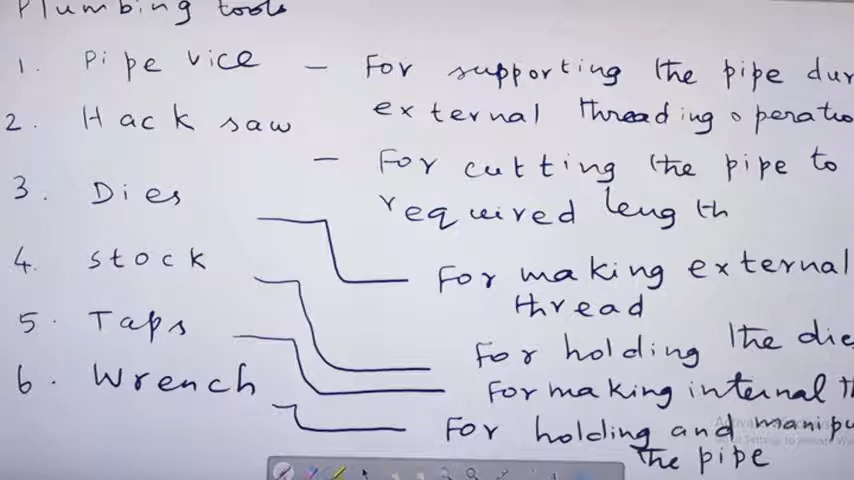 Plumbing tools
1. Pipe vice - For supporting the pipe dur
external threading operatio
2. Hack saw
- For cutting the pipe to
required length
3. Dies
For making external
thread
4. stock
For holding the die
5. Taps
For making internal th
6. Wrench
For holding and manipu
the pipe